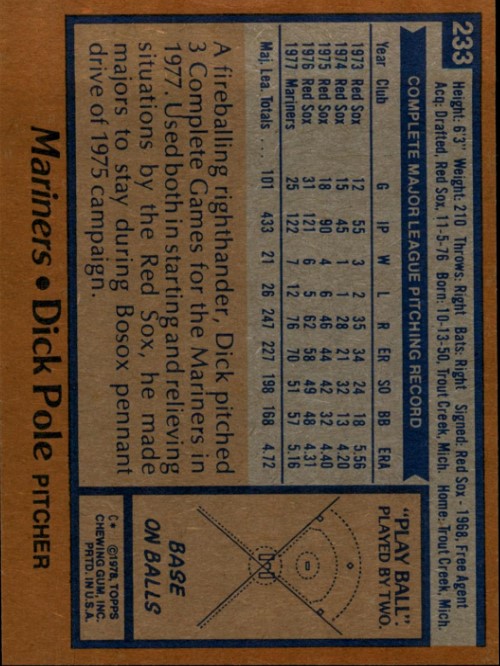 233
Height: 6'3" Weight: 210 Throws: Right Bats: Right Signed: Red Sox - 1968, Free Agent
Acq: Drafted, Red Sox, 11-5-76 Born: 10-13-50, Trout Creek, Mich. Home: Trout Creek, Mich.
COMPLETE MAJOR LEAGUE PITCHING RECORD
Year Club G IP W L R ER SO BB ERA
1973 Red Sox 12 55 3 2 35 34 24 18 5.56
1974 Red Sox 15 45 1 1 28 21 32 13 4.20
1975 Red Sox 18 90 4 6 46 44 42 32 4.40
1976 Red Sox 31 121 6 5 62 58 49 48 4.31
1977 Mariners 25 122 7 12 76 70 51 57 5.16
Maj. Lea. Totals .... 101 433 21 26 247 227 198 168 4.72
A fireballing righthander, Dick pitched
3 Complete Games for the Mariners in
1977. Used both in starting and relieving
situations by the Red Sox, he made
majors to stay during Bosox pennant
drive of 1975 campaign.
"PLAY BALL":
PLAYED BY TWO.
BASE
ON BALLS
C* ©1978, TOPPS
CHEWING GUM, INC.
PRTD. IN U.S.A.
Mariners • Dick Pole PITCHER